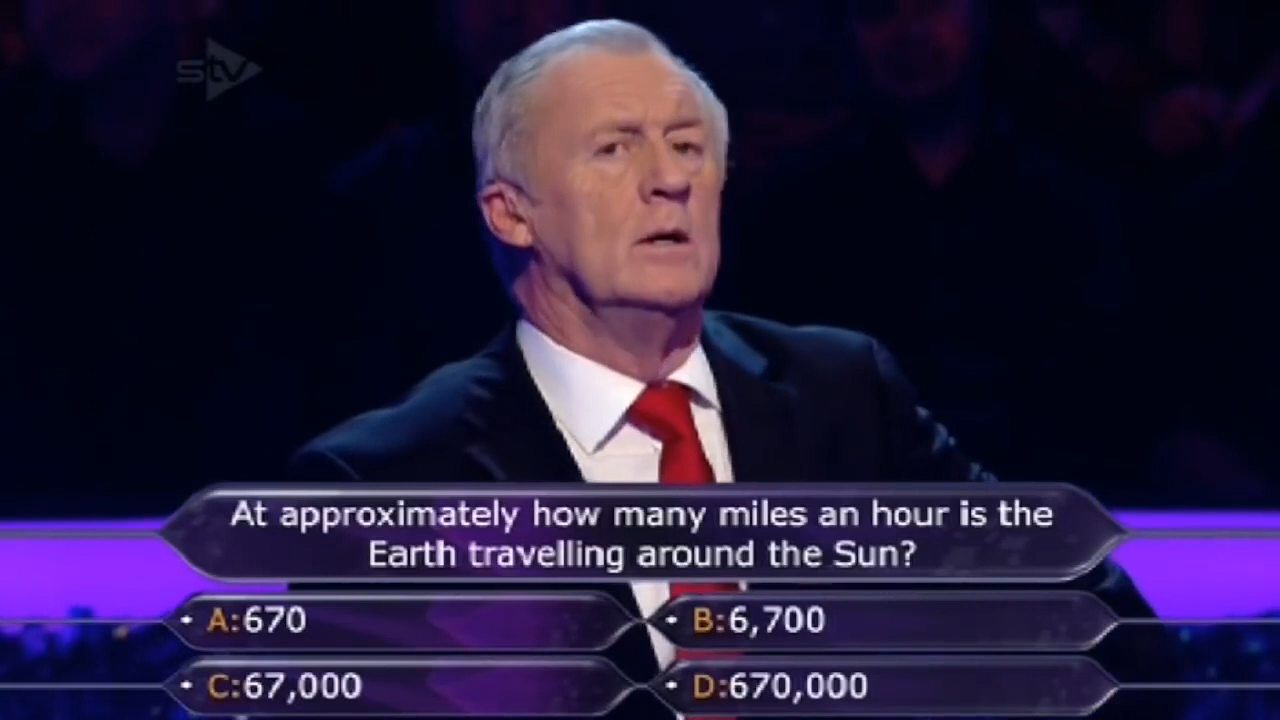 stv
At approximately how many miles an hour is the
Earth travelling around the Sun?
A:670
B:6,700
C:67,000
D:670,000